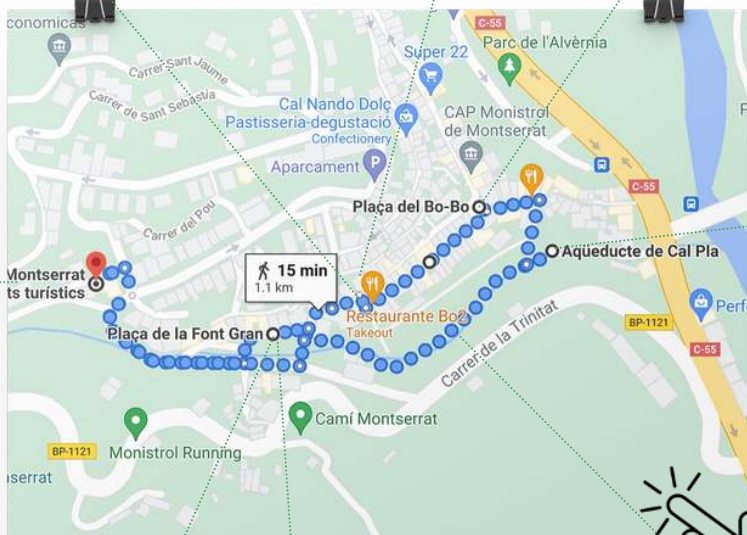 economicas
C-55
Carrer Sant Jaume
Super 22
Parc de l'Alvèrnia
Carrer de Sant Sebastià
Cal Nando Dolç
Pastisseria-degustació
Confectionery
CAP Monistrol
de Montserrat
Aparcament
P
C-55
Plaça del Bo-Bo
Carrer del Pou
Aqüeducte de Cal Pla
Montserrat
ts turístics
15 min
1.1 km
Restaurante Bo2
Takeout
Perf
Plaça de la Font Gran
BP-1121
C-55
Carrer de la Trinitat
Camí Montserrat
BP-1121
Monistrol Running
serrat